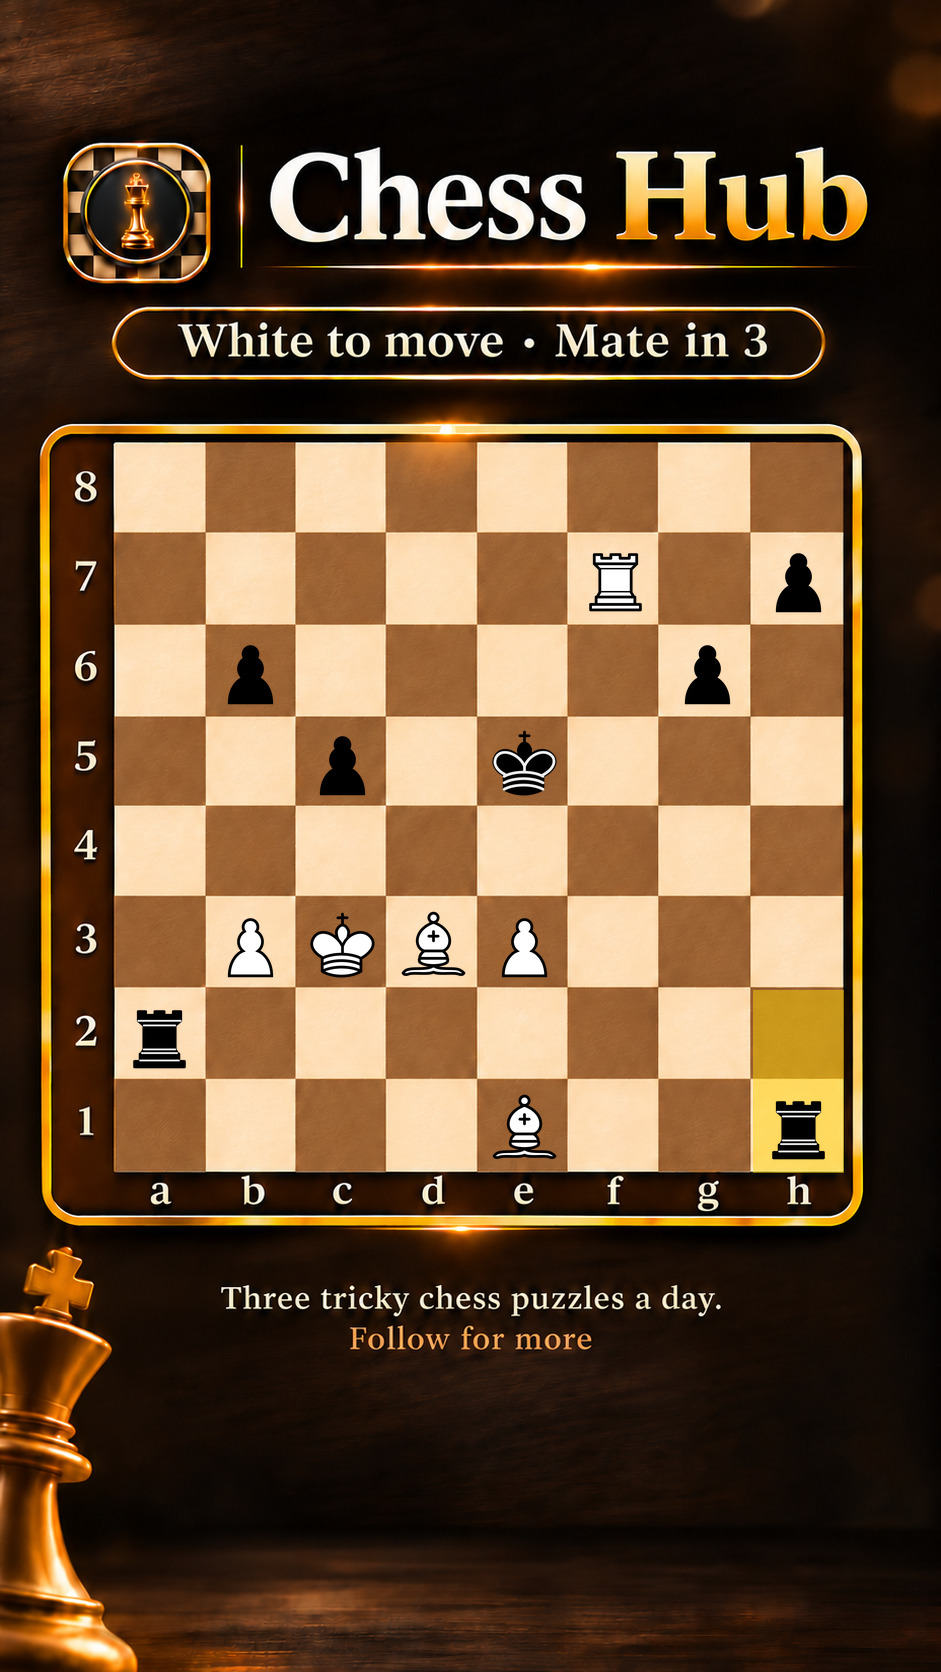 Chess Hub
White to move • Mate in 3
8
7
6
5
4
3
2
1
a b c d e f g h
Three tricky chess puzzles a day.
Follow for more